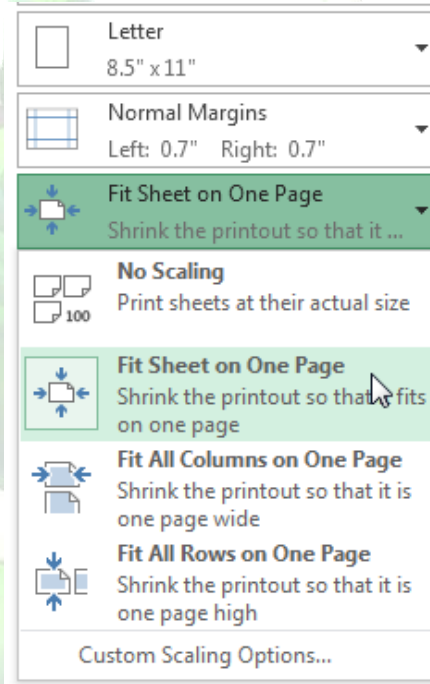 Letter
8.5" x 11"
Normal Margins
Left: 0.7" Right: 0.7"
Fit Sheet on One Page
Shrink the printout so that it ...
No Scaling
Print sheets at their actual size
100
Fit Sheet on One Page
Shrink the printout so that fits
on one page
Fit All Columns on One Page
Shrink the printout so that it is
one page wide
Fit All Rows on One Page
Shrink the printout so that it is
one page high
Custom Scaling Options...